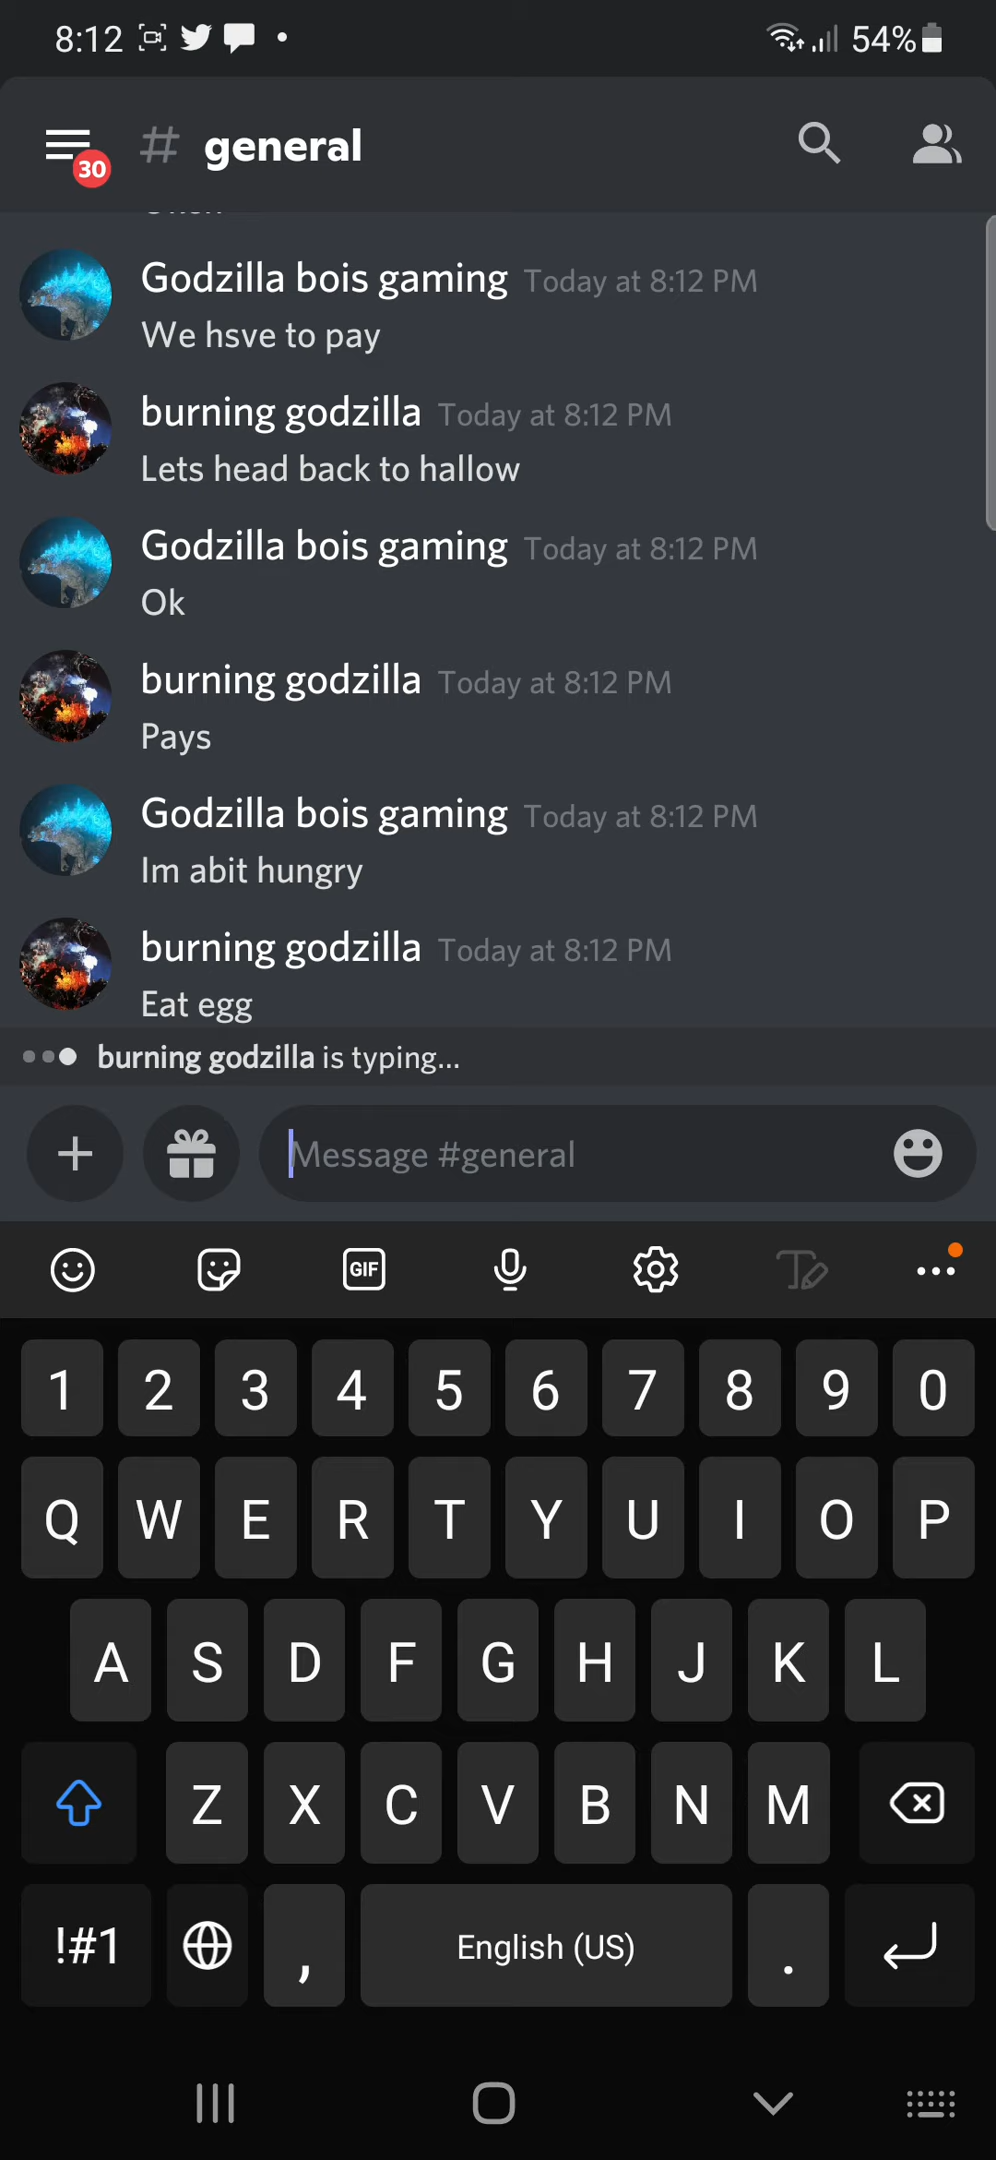 8:12 54%
30 # general
Godzilla bois gaming Today at 8:12 PM
We hsve to pay
burning godzilla Today at 8:12 PM
Lets head back to hallow
Godzilla bois gaming Today at 8:12 PM
Ok
burning godzilla Today at 8:12 PM
Pays
Godzilla bois gaming Today at 8:12 PM
Im abit hungry
burning godzilla Today at 8:12 PM
Eat egg
burning godzilla is typing...
Message #general
GIF
1 2 3 4 5 6 7 8 9 0
Q W E R T Y U I O P
A S D F G H J K L
Z X C V B N M
!#1 , English (US) .